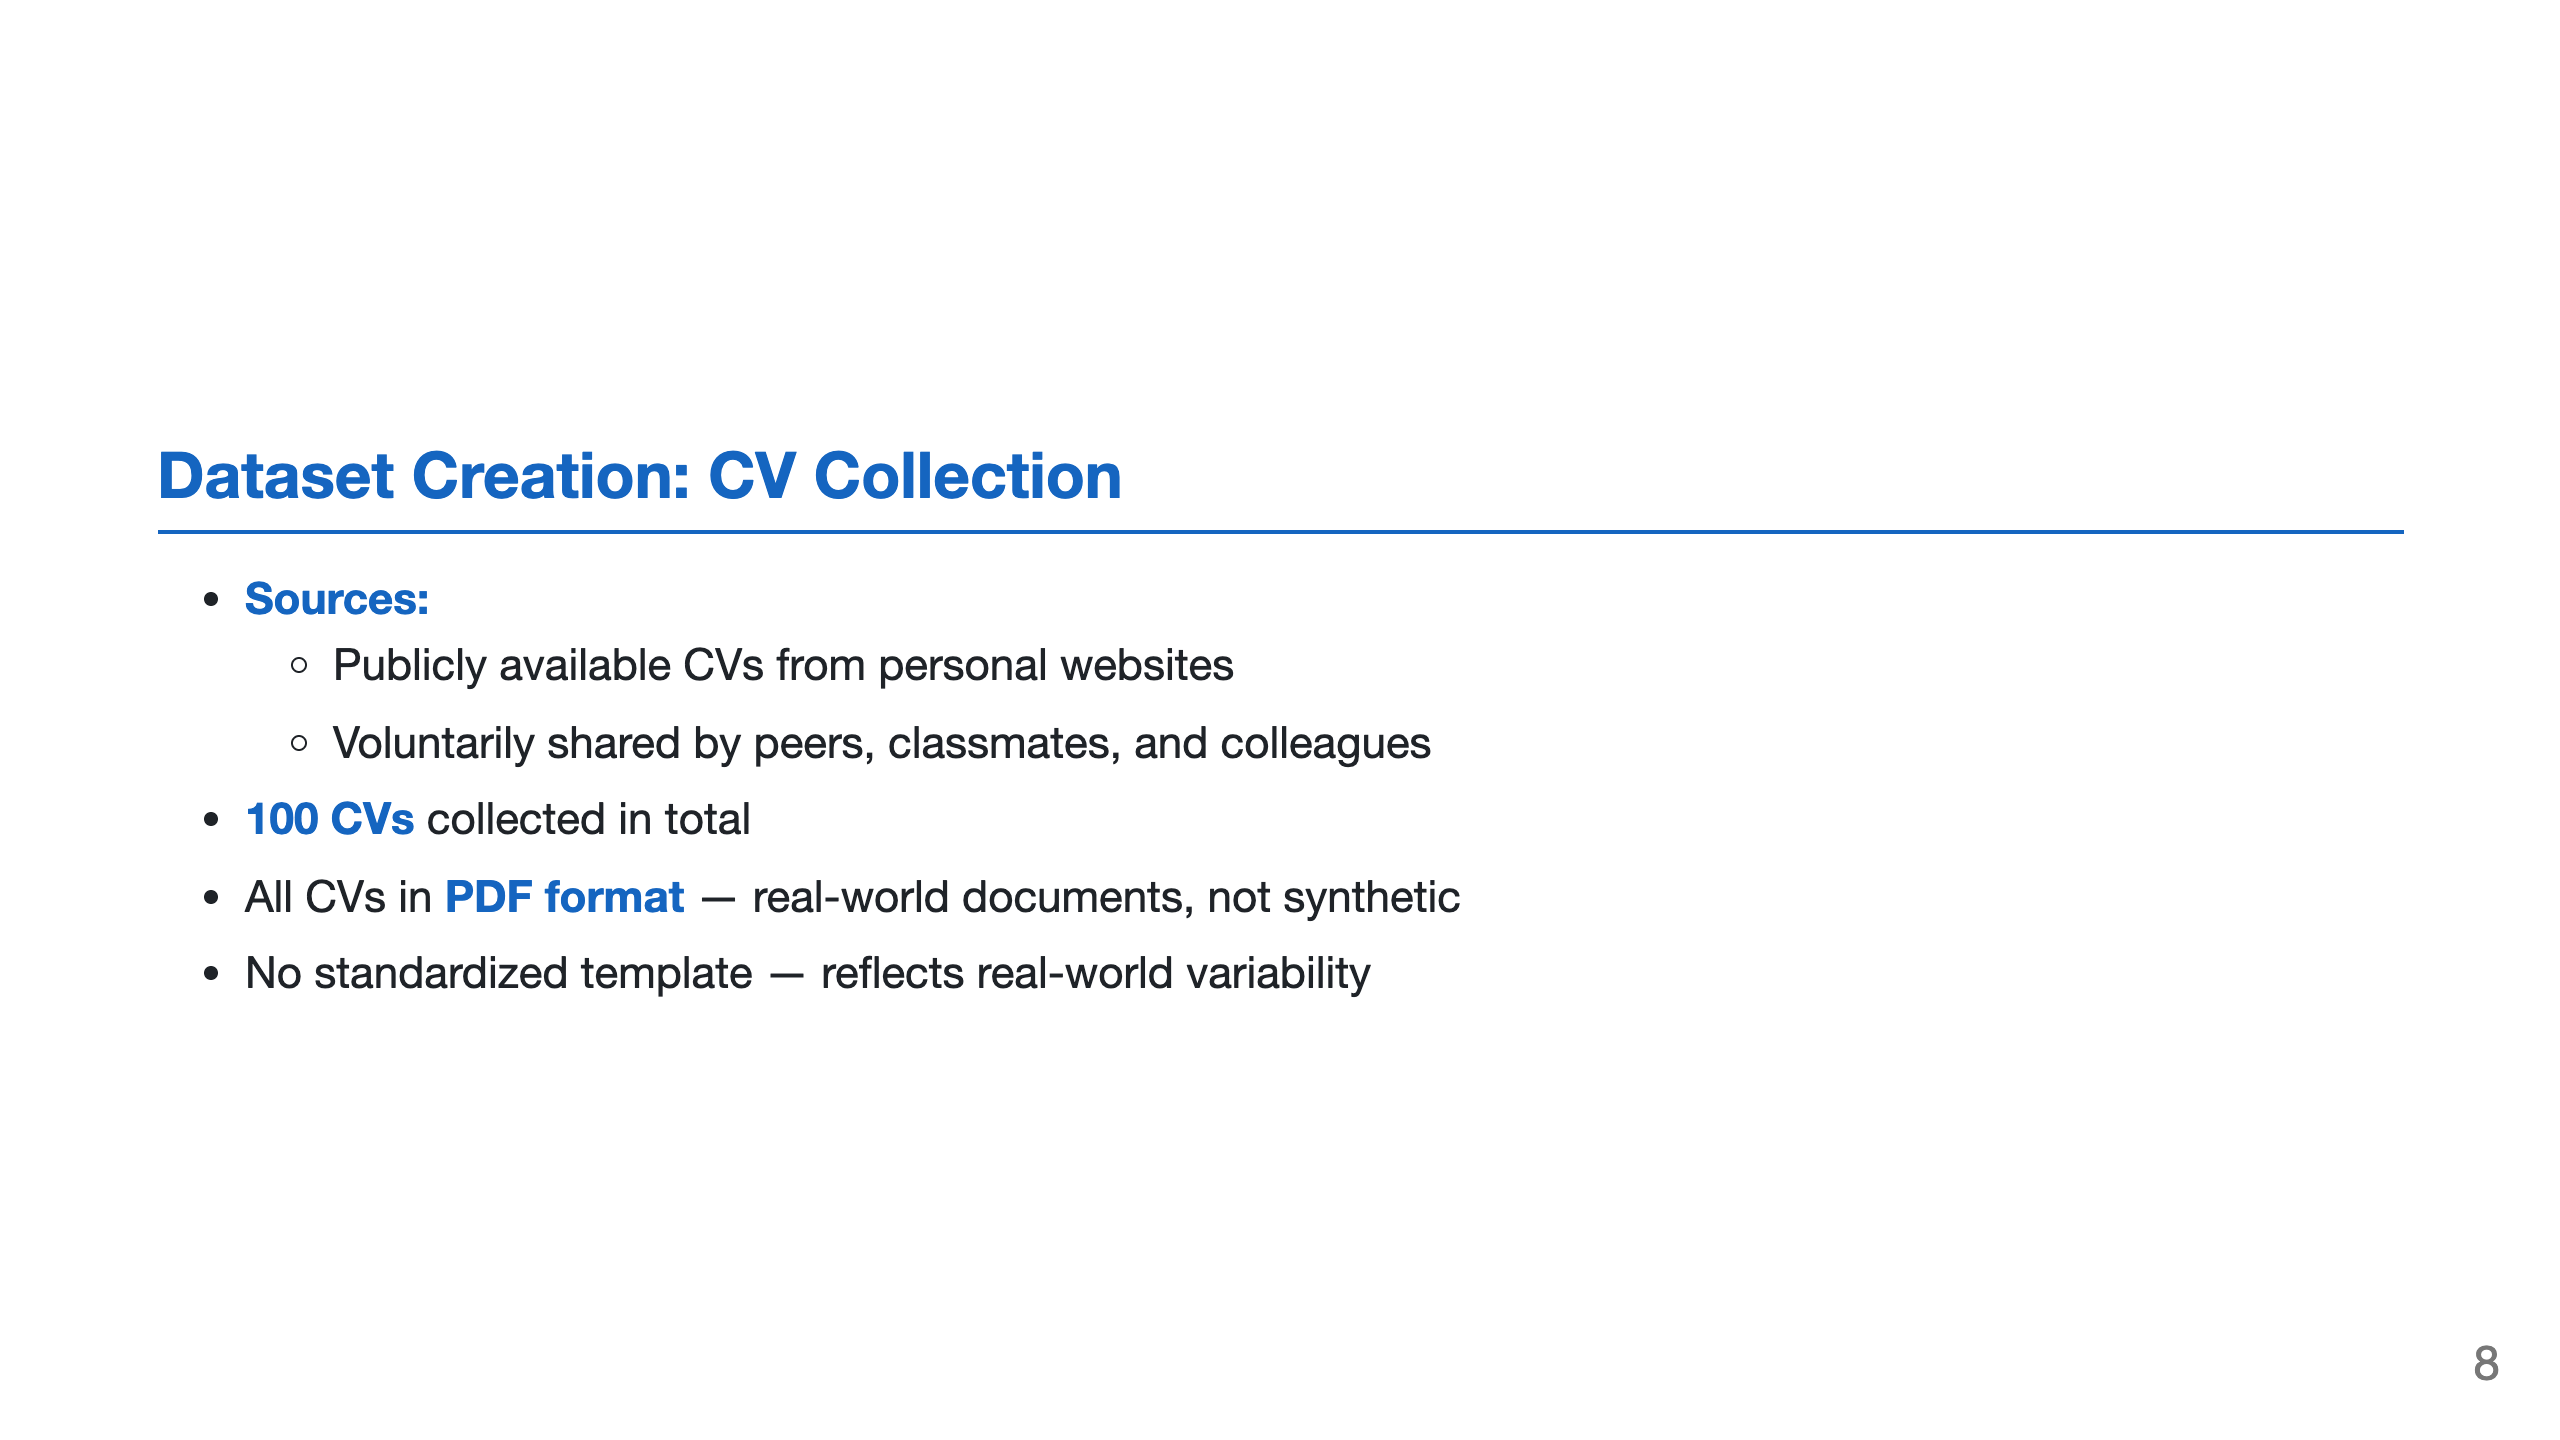 Dataset Creation: CV Collection
• Sources:
○ Publicly available CVs from personal websites
○ Voluntarily shared by peers, classmates, and colleagues
• 100 CVs collected in total
• All CVs in PDF format — real-world documents, not synthetic
• No standardized template — reflects real-world variability
8